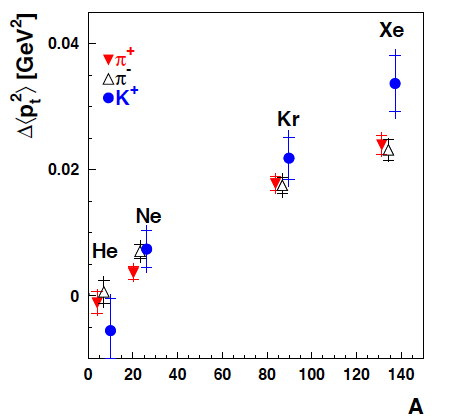 Δ⟨p_t^2⟩ [GeV^2]
0.04
0.02
0
π^+
π^-
K^+
He
Ne
Kr
Xe
0 20 40 60 80 100 120 140
A